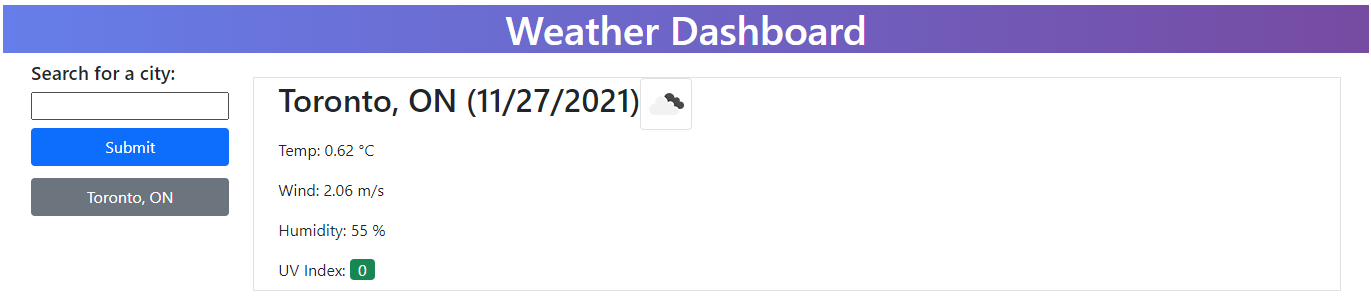 Weather Dashboard
Search for a city:
Submit
Toronto, ON
Toronto, ON (11/27/2021)
Temp: 0.62 °C
Wind: 2.06 m/s
Humidity: 55 %
UV Index: 0